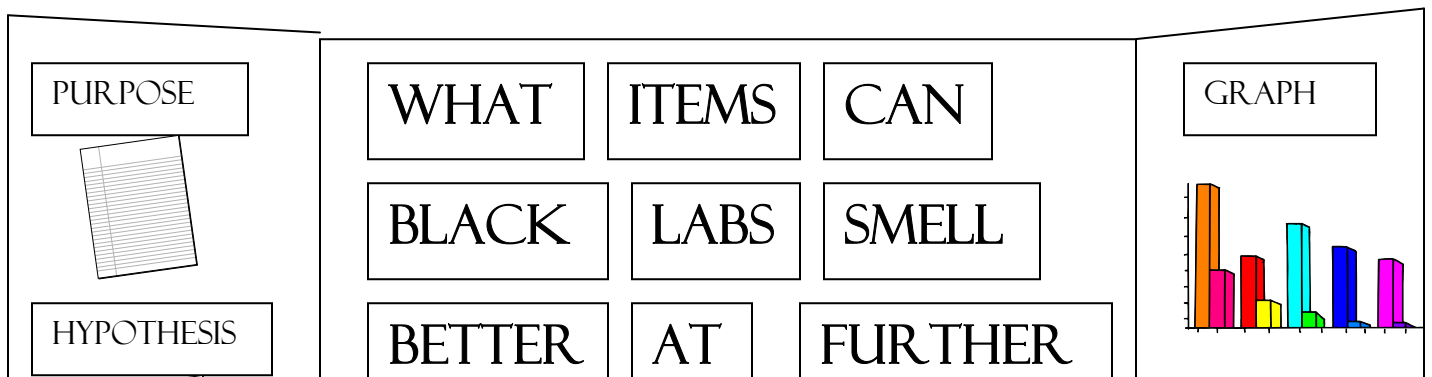 PURPOSE
HYPOTHESIS
WHAT ITEMS CAN
BLACK LABS SMELL
BETTER AT FURTHER
GRAPH